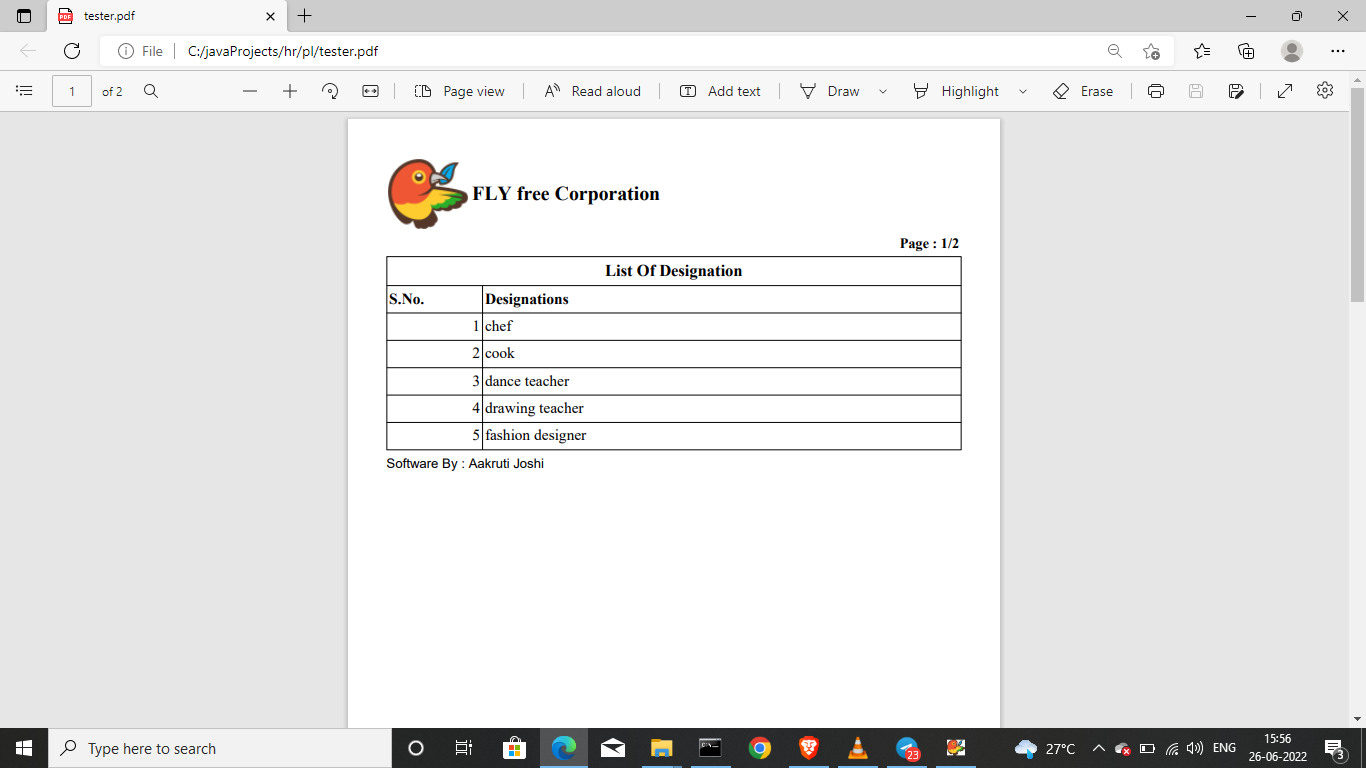 tester.pdf
File C:/javaProjects/hr/pl/tester.pdf
1 of 2 Page view Read aloud Add text Draw Highlight Erase
FLY free Corporation
Page : 1/2
List Of Designation
S.No. Designations
1 chef
2 cook
3 dance teacher
4 drawing teacher
5 fashion designer
Software By : Aakruti Joshi
Type here to search 23 27°C ENG 15:56
26-06-2022 3